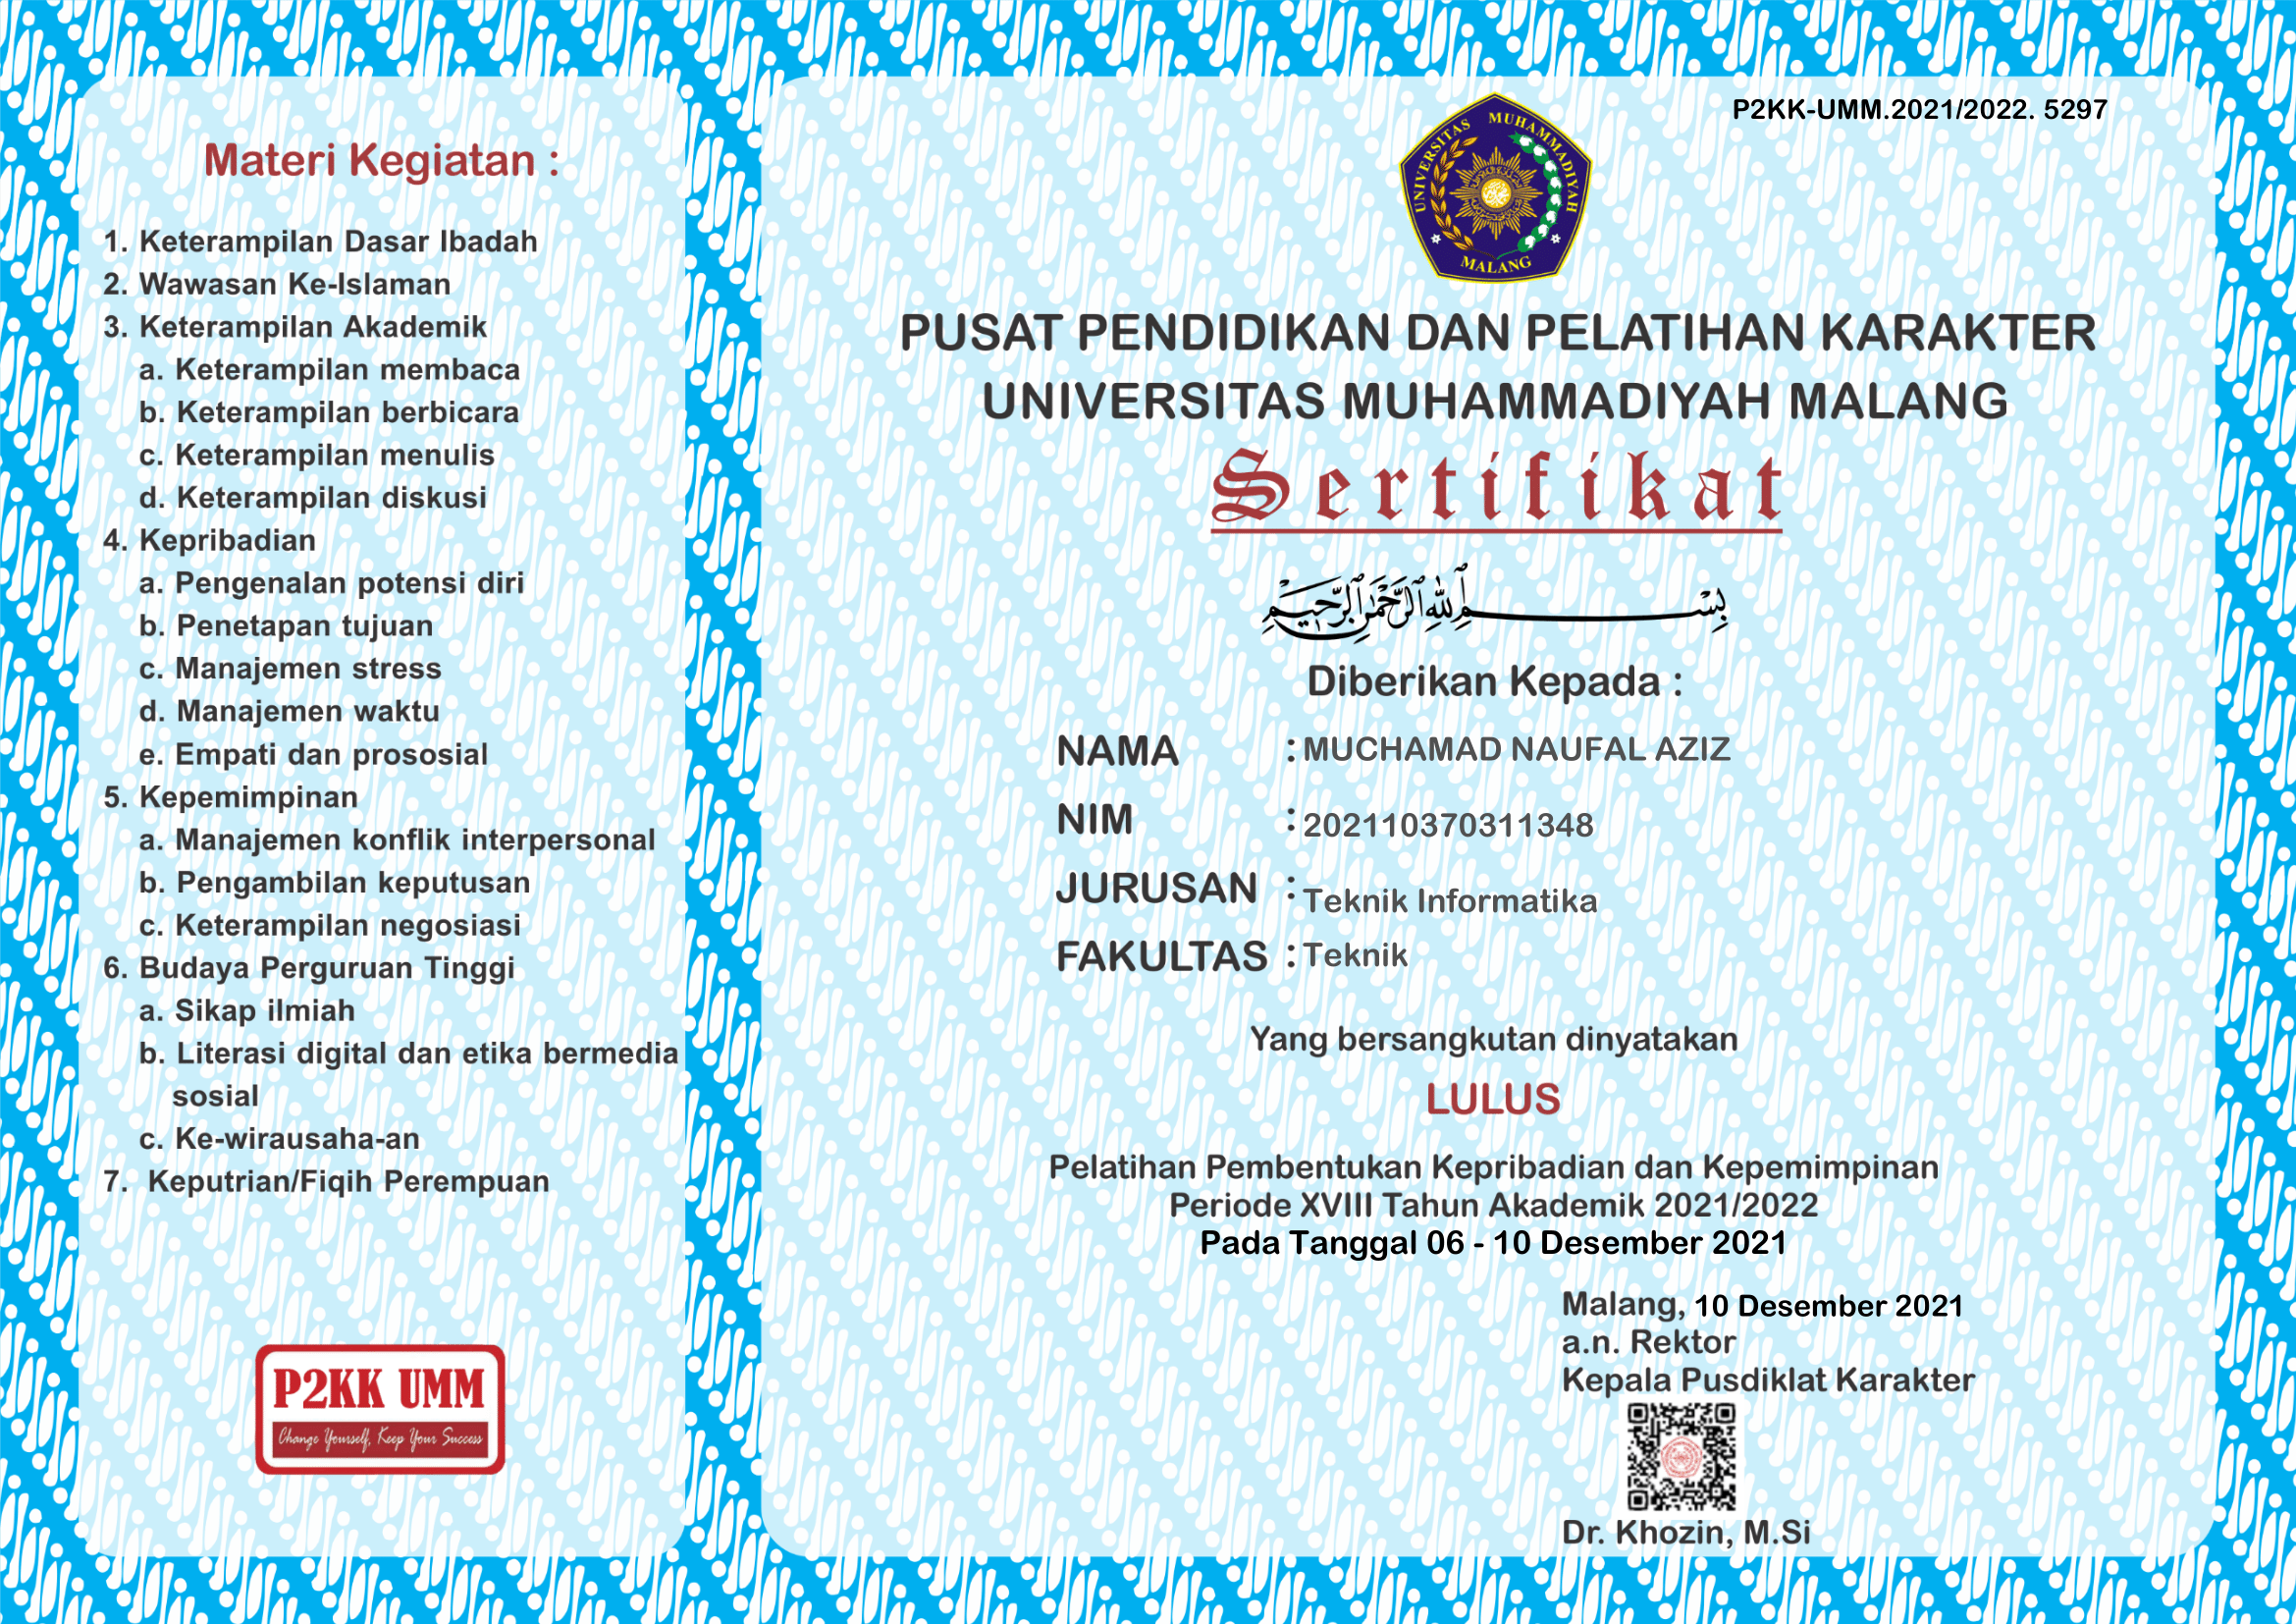 Materi Kegiatan :
1. Keterampilan Dasar Ibadah
2. Wawasan Ke-Islaman
3. Keterampilan Akademik
a. Keterampilan membaca
b. Keterampilan berbicara
c. Keterampilan menulis
d. Keterampilan diskusi
4. Kepribadian
a. Pengenalan potensi diri
b. Penetapan tujuan
c. Manajemen stress
d. Manajemen waktu
e. Empati dan prososial
5. Kepemimpinan
a. Manajemen konflik interpersonal
b. Pengambilan keputusan
c. Keterampilan negosiasi
6. Budaya Perguruan Tinggi
a. Sikap ilmiah
b. Literasi digital dan etika bermedia
sosial
c. Ke-wirausaha-an
7. Keputrian/Fiqih Perempuan
P2KK UMM
Change Yourself, Keep Your Success
P2KK-UMM.2021/2022. 5297
UNIVERSITAS MUHAMMADIYAH
MALANG
PUSAT PENDIDIKAN DAN PELATIHAN KARAKTER
UNIVERSITAS MUHAMMADIYAH MALANG
Sertifikat
بِسْمِ ٱللَّهِ ٱلرَّحْمَٰنِ ٱلرَّحِيمِ
Diberikan Kepada :
NAMA : MUCHAMAD NAUFAL AZIZ
NIM : 202110370311348
JURUSAN : Teknik Informatika
FAKULTAS : Teknik
Yang bersangkutan dinyatakan
LULUS
Pelatihan Pembentukan Kepribadian dan Kepemimpinan
Periode XVIII Tahun Akademik 2021/2022
Pada Tanggal 06 - 10 Desember 2021
Malang, 10 Desember 2021
a.n. Rektor
Kepala Pusdiklat Karakter
Dr. Khozin, M.Si